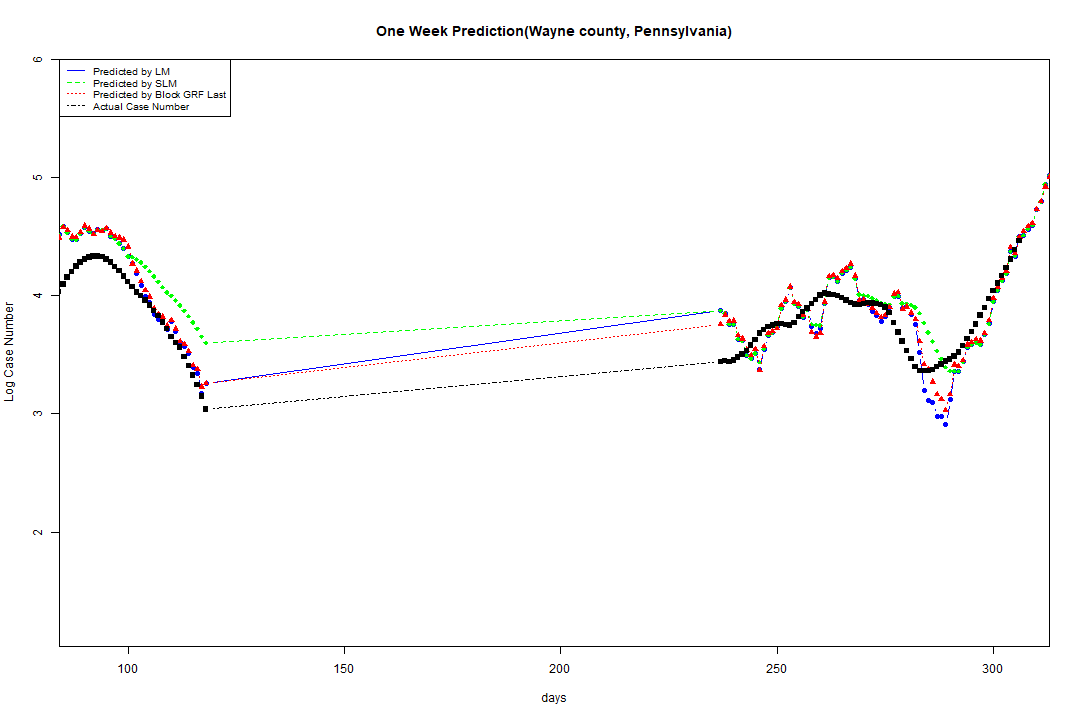 One Week Prediction(Wayne county, Pennsylvania)
Predicted by LM
Predicted by SLM
Predicted by Block GRF Last
Actual Case Number
6
5
4
3
2
Log Case Number
100
150
200
250
300
days